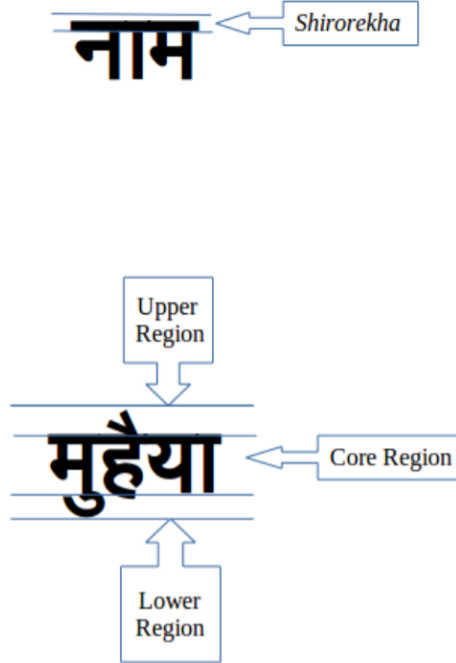 Shirorekha
नाम
Upper
Region
मुहैया
Core Region
Lower
Region